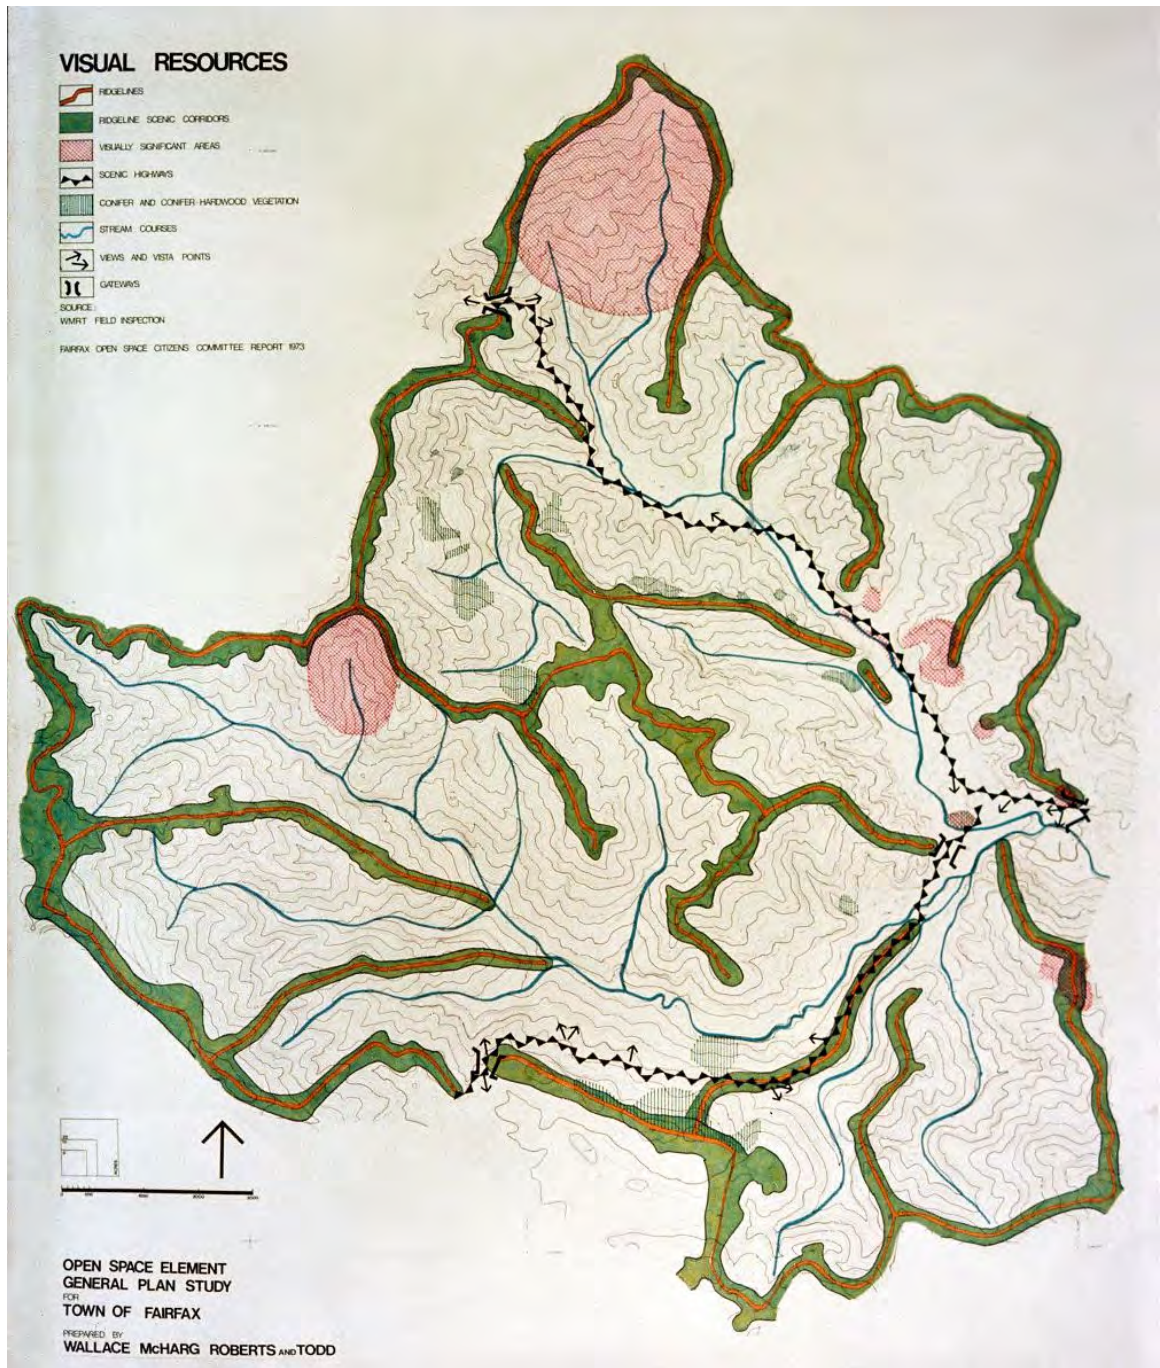 VISUAL RESOURCES
RIDGELINES
RIDGELINE SCENIC CORRIDORS
VISUALLY SIGNIFICANT AREAS
SCENIC HIGHWAYS
CONIFER AND CONIFER-HARDWOOD VEGETATION
STREAM COURSES
VIEWS AND VISTA POINTS
GATEWAYS
SOURCE:
WMRT FIELD INSPECTION
FAIRFAX OPEN SPACE CITIZENS COMMITTEE REPORT 1973
OPEN SPACE ELEMENT
GENERAL PLAN STUDY
FOR
TOWN OF FAIRFAX
PREPARED BY
WALLACE McHARG ROBERTS AND TODD